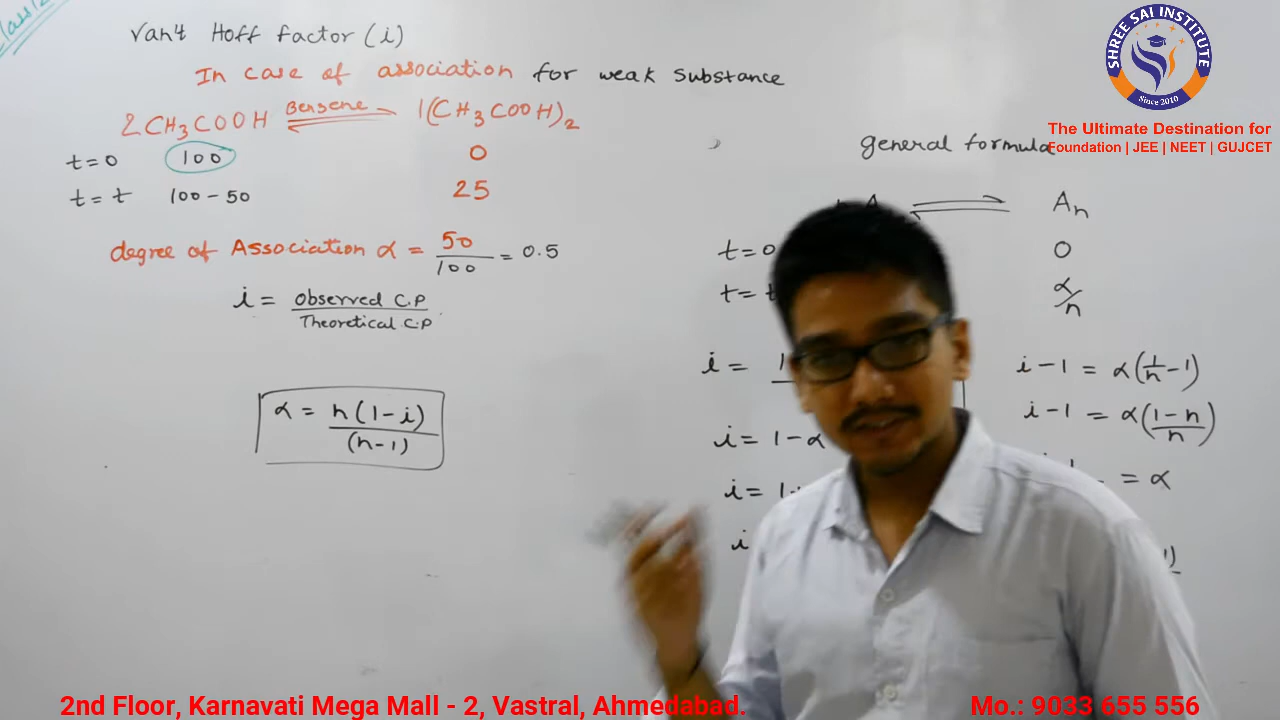 Van't Hoff factor (i)
In case of association for weak substance
2CH₃COOH Benzene ⇌ 1(CH₃COOH)₂
t=0 100 0
t=t 100-50 25
degree of Association α = 50/100 = 0.5
i = Observed C.P / Theoretical C.P
α = n(1-i)/(n-1)
general formula
⇌ Aₙ
t=0 0
t=t α/n
i =
i = 1-α
i =
i
i-1 = α(1/n -1)
i-1 = α(1-n/n)
= α
SHREE SAI INSTITUTE
Since 2010
The Ultimate Destination for
Foundation | JEE | NEET | GUJCET
2nd Floor, Karnavati Mega Mall - 2, Vastral, Ahmedabad.
Mo.: 9033 655 556